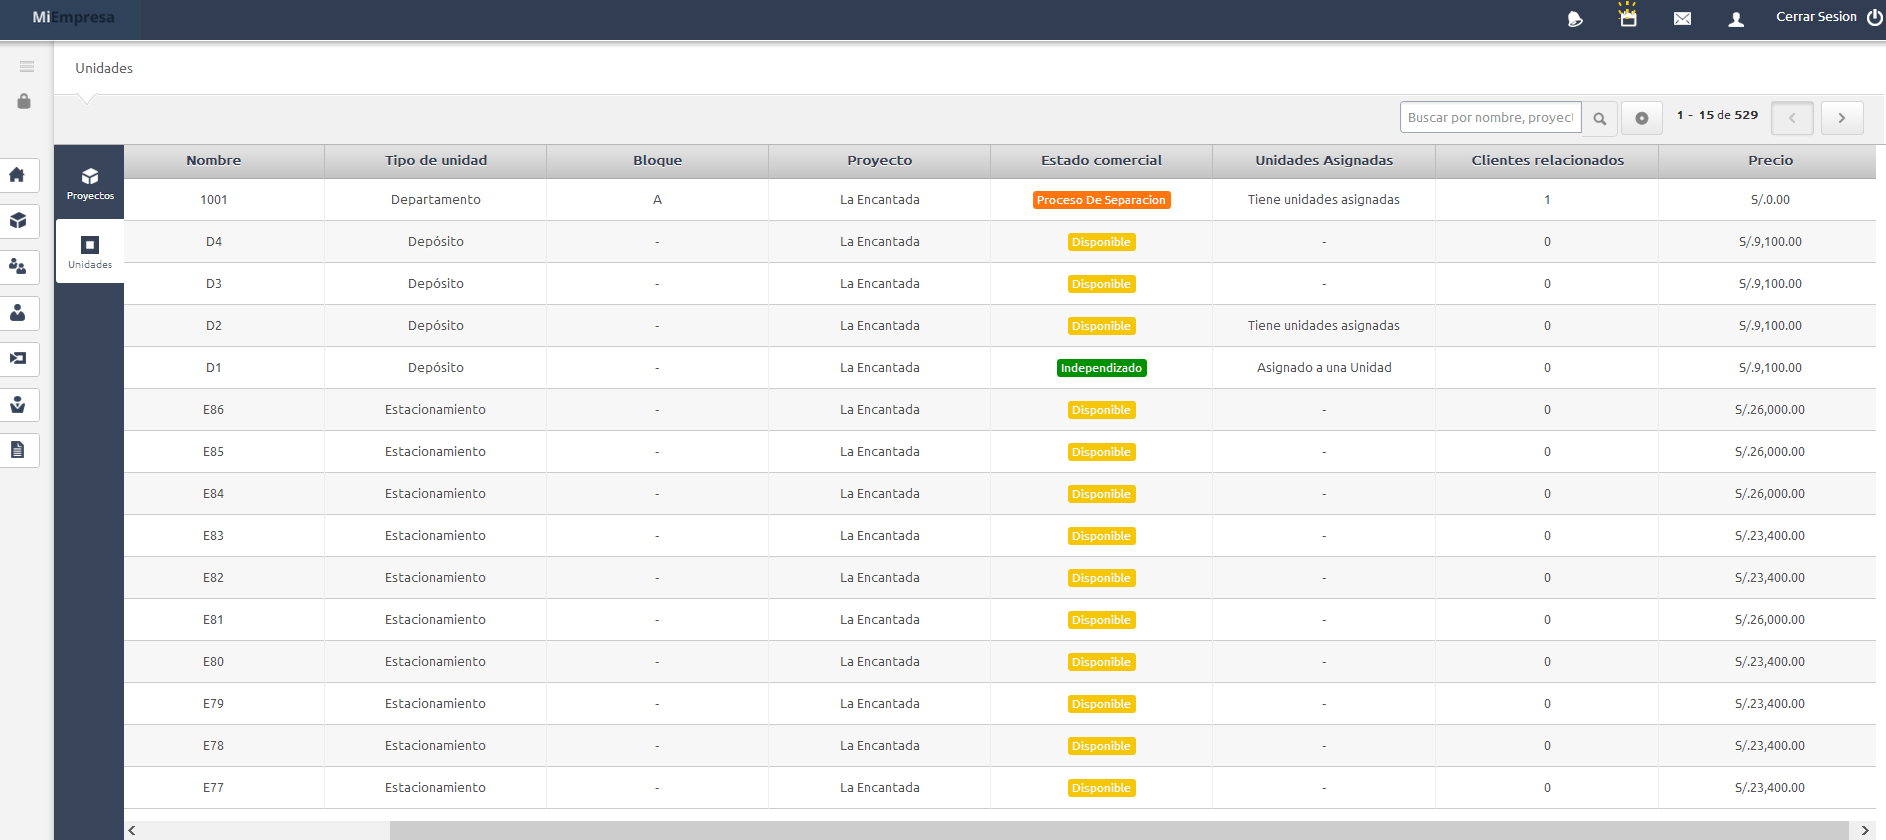 MiEmpresa
Cerrar Sesion
Unidades
Buscar por nombre, proyect
1 - 15 de 529
Proyectos
Unidades
Nombre Tipo de unidad Bloque Proyecto Estado comercial Unidades Asignadas Clientes relacionados Precio
1001 Departamento A La Encantada Proceso De Separacion Tiene unidades asignadas 1 S/.0.00
D4 Depósito - La Encantada Disponible - 0 S/.9,100.00
D3 Depósito - La Encantada Disponible - 0 S/.9,100.00
D2 Depósito - La Encantada Disponible Tiene unidades asignadas 0 S/.9,100.00
D1 Depósito - La Encantada Independizado Asignado a una Unidad 0 S/.9,100.00
E86 Estacionamiento - La Encantada Disponible - 0 S/.26,000.00
E85 Estacionamiento - La Encantada Disponible - 0 S/.26,000.00
E84 Estacionamiento - La Encantada Disponible - 0 S/.26,000.00
E83 Estacionamiento - La Encantada Disponible - 0 S/.23,400.00
E82 Estacionamiento - La Encantada Disponible - 0 S/.23,400.00
E81 Estacionamiento - La Encantada Disponible - 0 S/.26,000.00
E80 Estacionamiento - La Encantada Disponible - 0 S/.23,400.00
E79 Estacionamiento - La Encantada Disponible - 0 S/.23,400.00
E78 Estacionamiento - La Encantada Disponible - 0 S/.23,400.00
E77 Estacionamiento - La Encantada Disponible - 0 S/.23,400.00